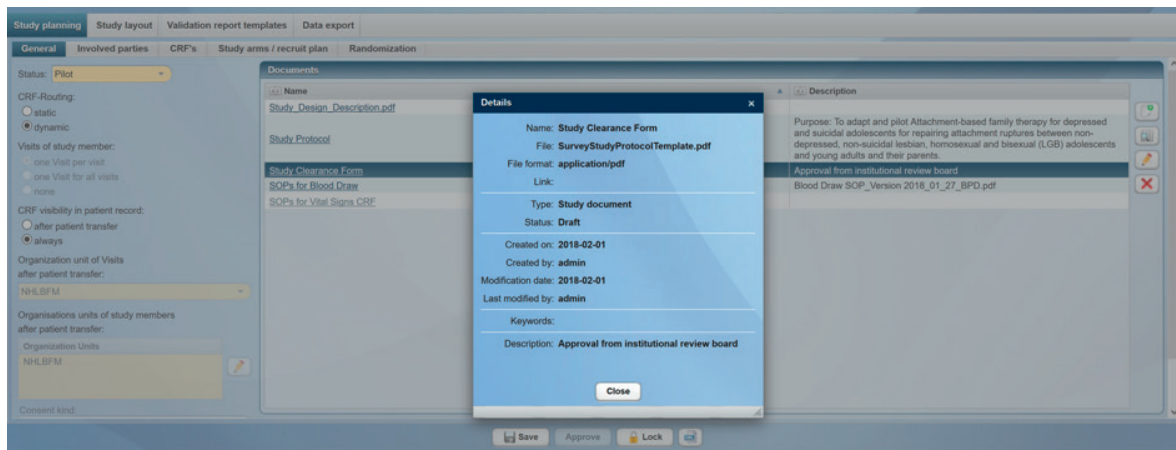 Study planning Study layout Validation report templates Data export
General Involved parties CRF's Study arms / recruit plan Randomization
Status: Pilot
CRF-Routing:
static
dynamic
Visits of study member:
one Visit per visit
one Visit for all visits
none
CRF visibility in patient record:
after patient transfer
always
Organization unit of Visits
after patient transfer:
NHLBFM
Organisations units of study members
after patient transfer:
Organization Units
NHLBFM
Consent kind:
Documents
Name Description
Study_Design_Description.pdf
Study Protocol
Purpose: To adapt and pilot Attachment-based family therapy for depressed
and suicidal adolescents for repairing attachment ruptures between non-
depressed, non-suicidal lesbian, homosexual and bisexual (LGB) adolescents
and young adults and their parents.
Study Clearance Form Approval from institutional review board
SOPs for Blood Draw Blood Draw SOP_Version 2018_01_27_BPD.pdf
SOPs for Vital Signs CRF
Details x
Name: Study Clearance Form
File: SurveyStudyProtocolTemplate.pdf
File format: application/pdf
Link:
Type: Study document
Status: Draft
Created on: 2018-02-01
Created by: admin
Modification date: 2018-02-01
Last modified by: admin
Keywords:
Description: Approval from institutional review board
Close
Save Approve Lock